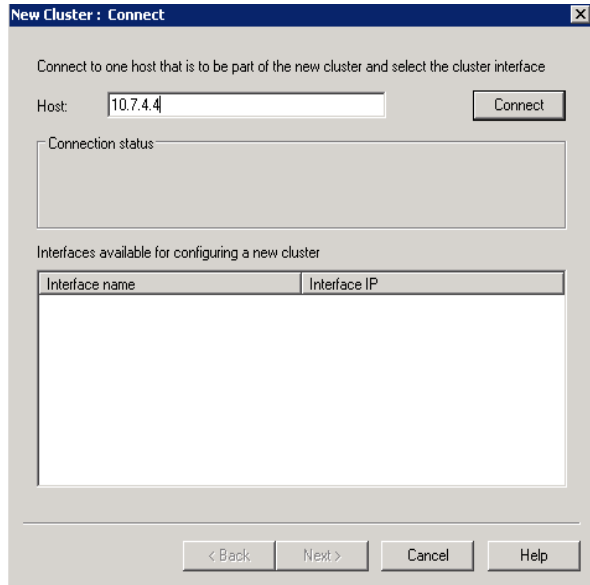 New Cluster : Connect
Connect to one host that is to be part of the new cluster and select the cluster interface
Host: 10.7.4.4 Connect
Connection status
Interfaces available for configuring a new cluster
Interface name Interface IP
< Back Next > Cancel Help